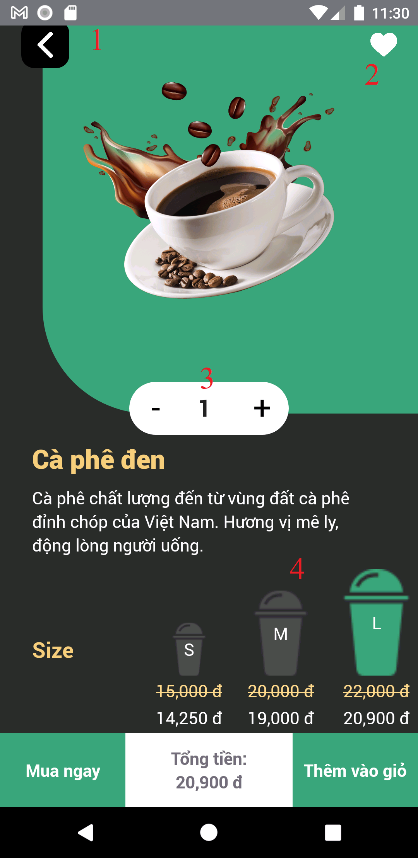 11:30
1
2
3
- 1 +
Cà phê đen
Cà phê chất lượng đến từ vùng đất cà phê
đỉnh chóp của Việt Nam. Hương vị mê ly,
động lòng người uống.
4
Size
S M L
15,000 đ 20,000 đ 22,000 đ
14,250 đ 19,000 đ 20,900 đ
Mua ngay
Tổng tiền:
20,900 đ
Thêm vào giỏ